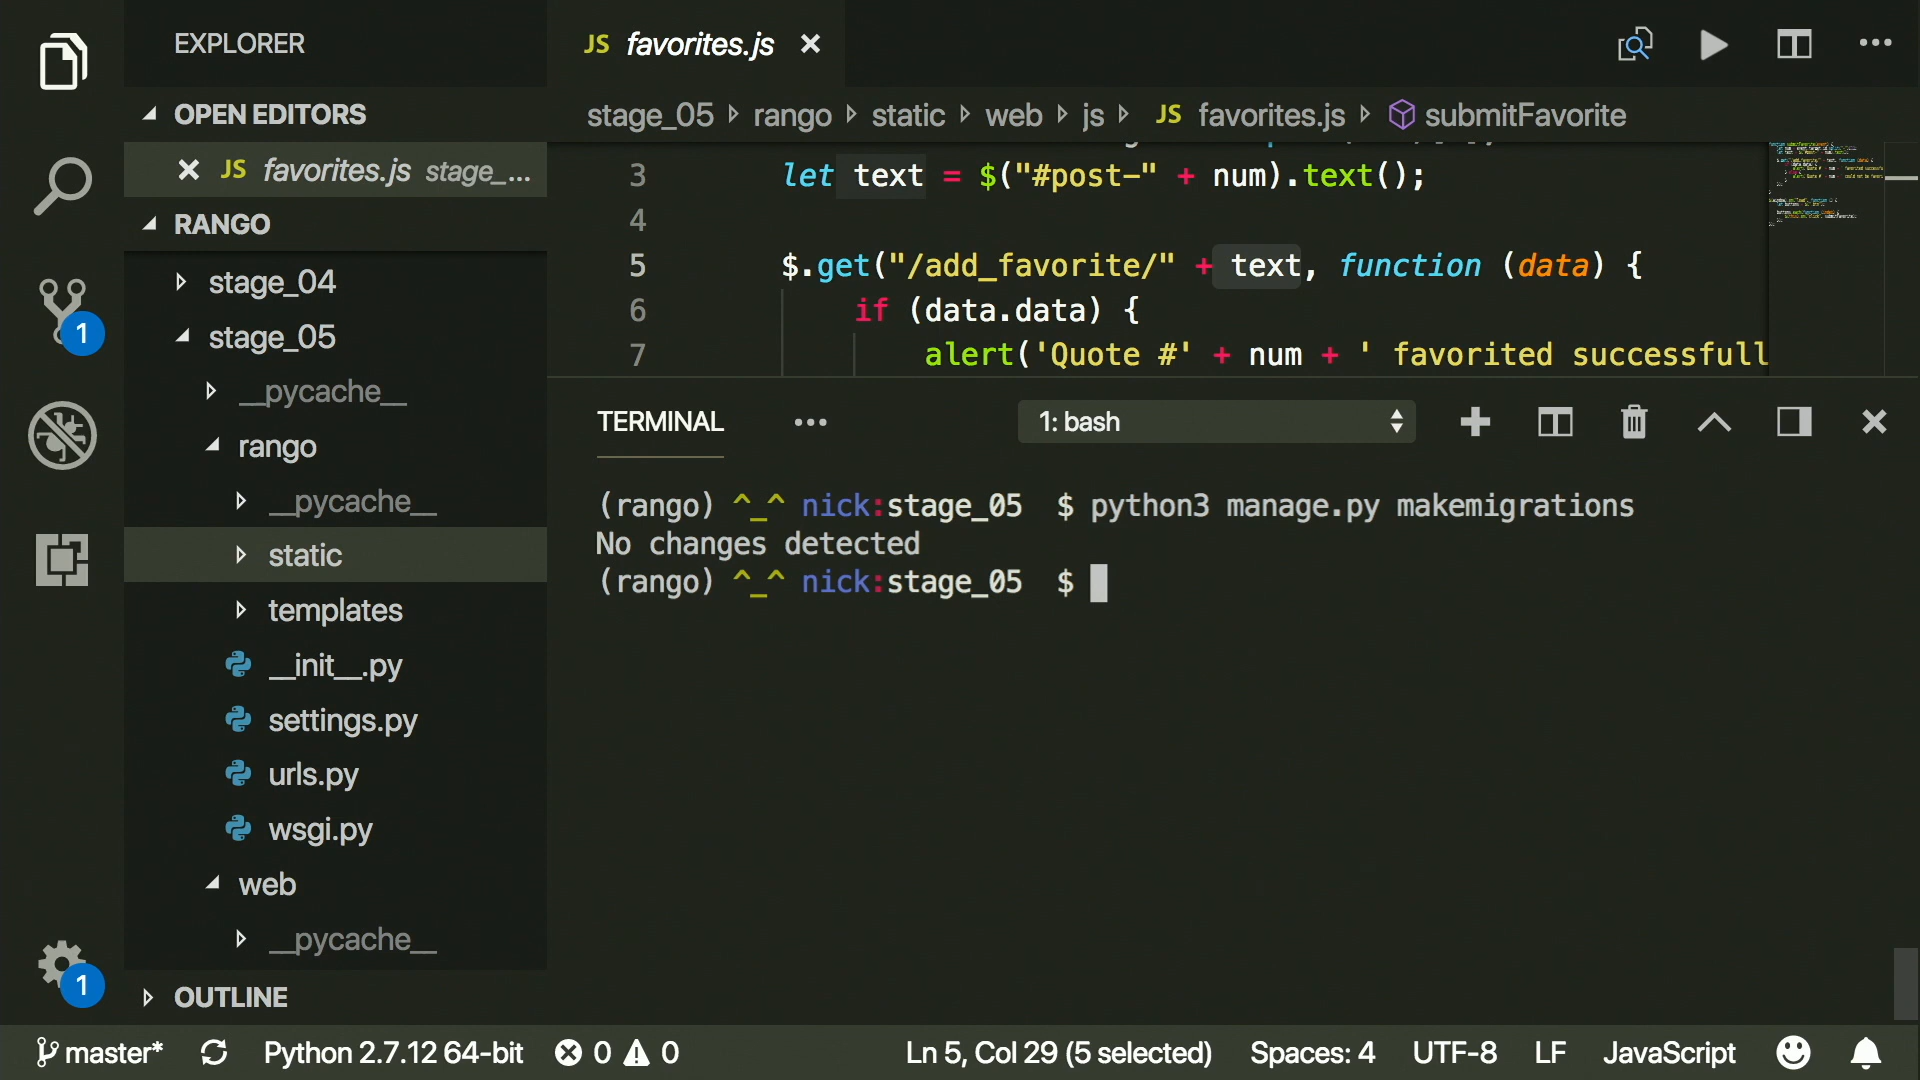 EXPLORER
OPEN EDITORS
JS favorites.js stage_...
RANGO
stage_04
stage_05
__pycache__
rango
__pycache__
static
templates
__init__.py
settings.py
urls.py
wsgi.py
web
__pycache__
OUTLINE
JS favorites.js
stage_05 rango static web js JS favorites.js submitFavorite
3 let text = $("#post-" + num).text();
4
5 $.get("/add_favorite/" + text, function (data) {
6 if (data.data) {
7 alert('Quote #' + num + ' favorited successfull
TERMINAL ... 1: bash
(rango) ^_^ nick:stage_05 $ python3 manage.py makemigrations
No changes detected
(rango) ^_^ nick:stage_05 $
1
1
master* Python 2.7.12 64-bit 0 0 Ln 5, Col 29 (5 selected) Spaces: 4 UTF-8 LF JavaScript